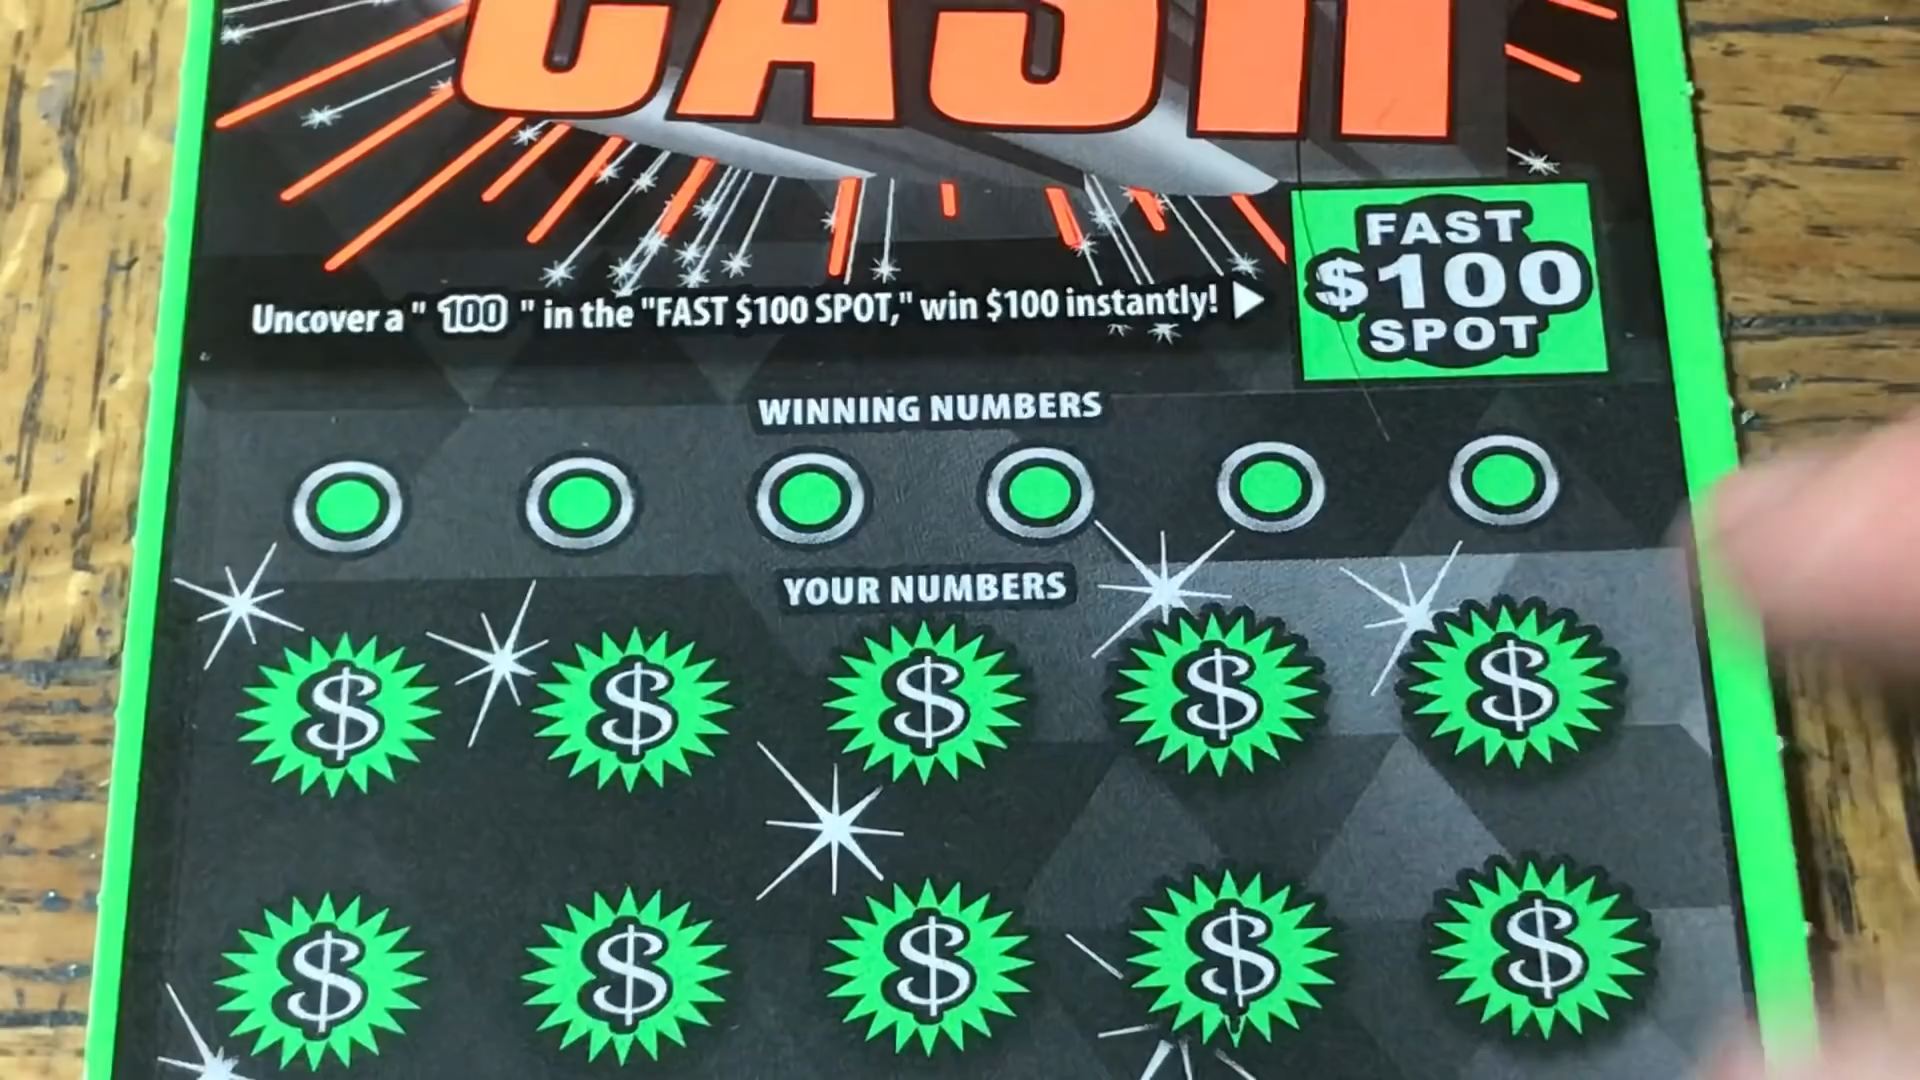 CASH
FAST
$100
SPOT
Uncover a " 100 " in the "FAST $100 SPOT," win $100 instantly!
WINNING NUMBERS
YOUR NUMBERS
$ $ $ $ $
$ $ $ $ $